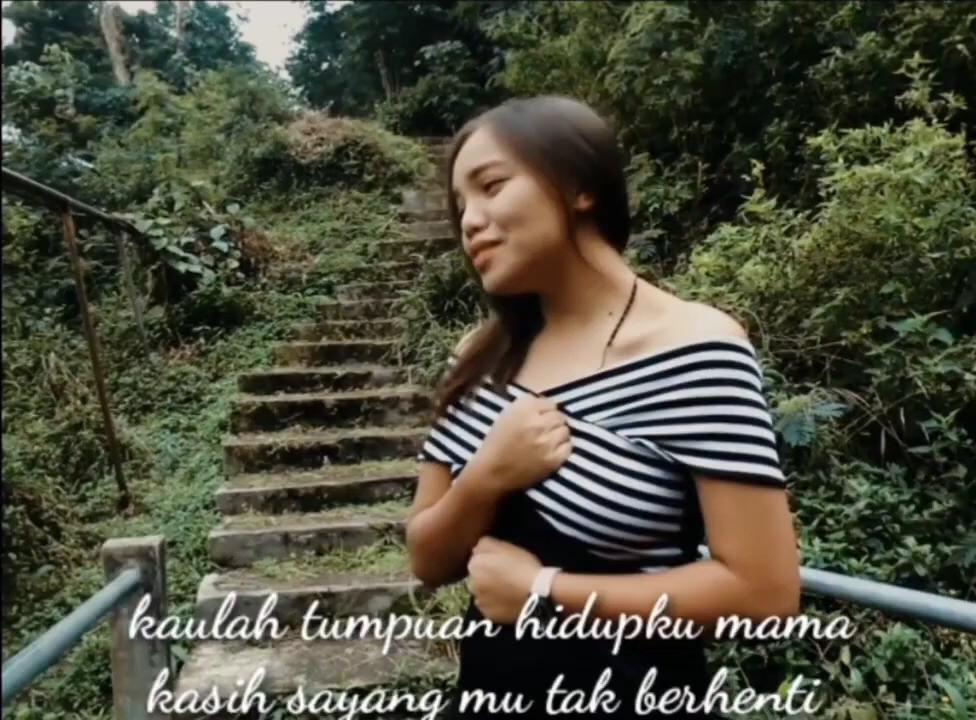 kaulah tumpuan hidupku mama
kasih sayang mu tak berhenti